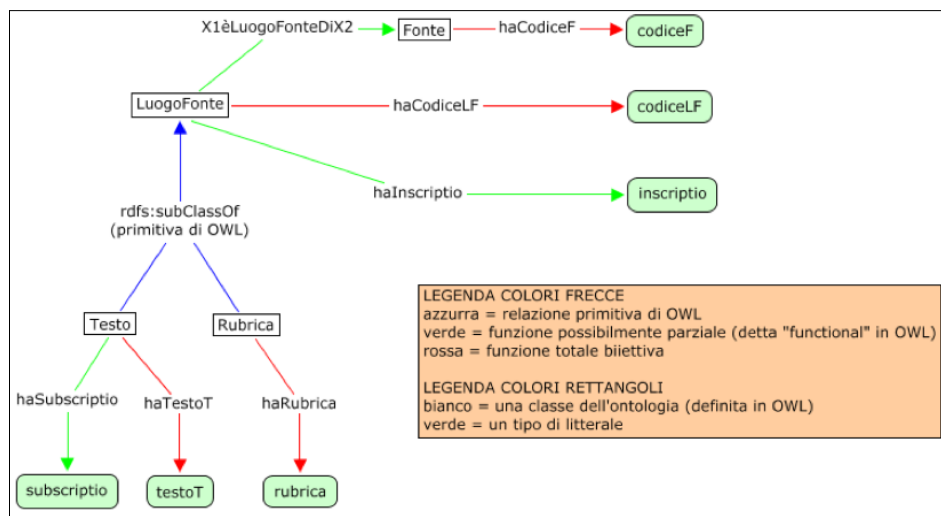 X1èLuogoFonteDiX2
Fonte
haCodiceF
codiceF
LuogoFonte
haCodiceLF
codiceLF
haInscriptio
inscriptio
rdfs:subClassOf
(primitiva di OWL)
Testo
Rubrica
haSubscriptio
haTestoT
haRubrica
subscriptio
testoT
rubrica
LEGENDA COLORI FRECCE
azzurra = relazione primitiva di OWL
verde = funzione possibilmente parziale (detta "functional" in OWL)
rossa = funzione totale biiettiva
LEGENDA COLORI RETTANGOLI
bianco = una classe dell'ontologia (definita in OWL)
verde = un tipo di litterale